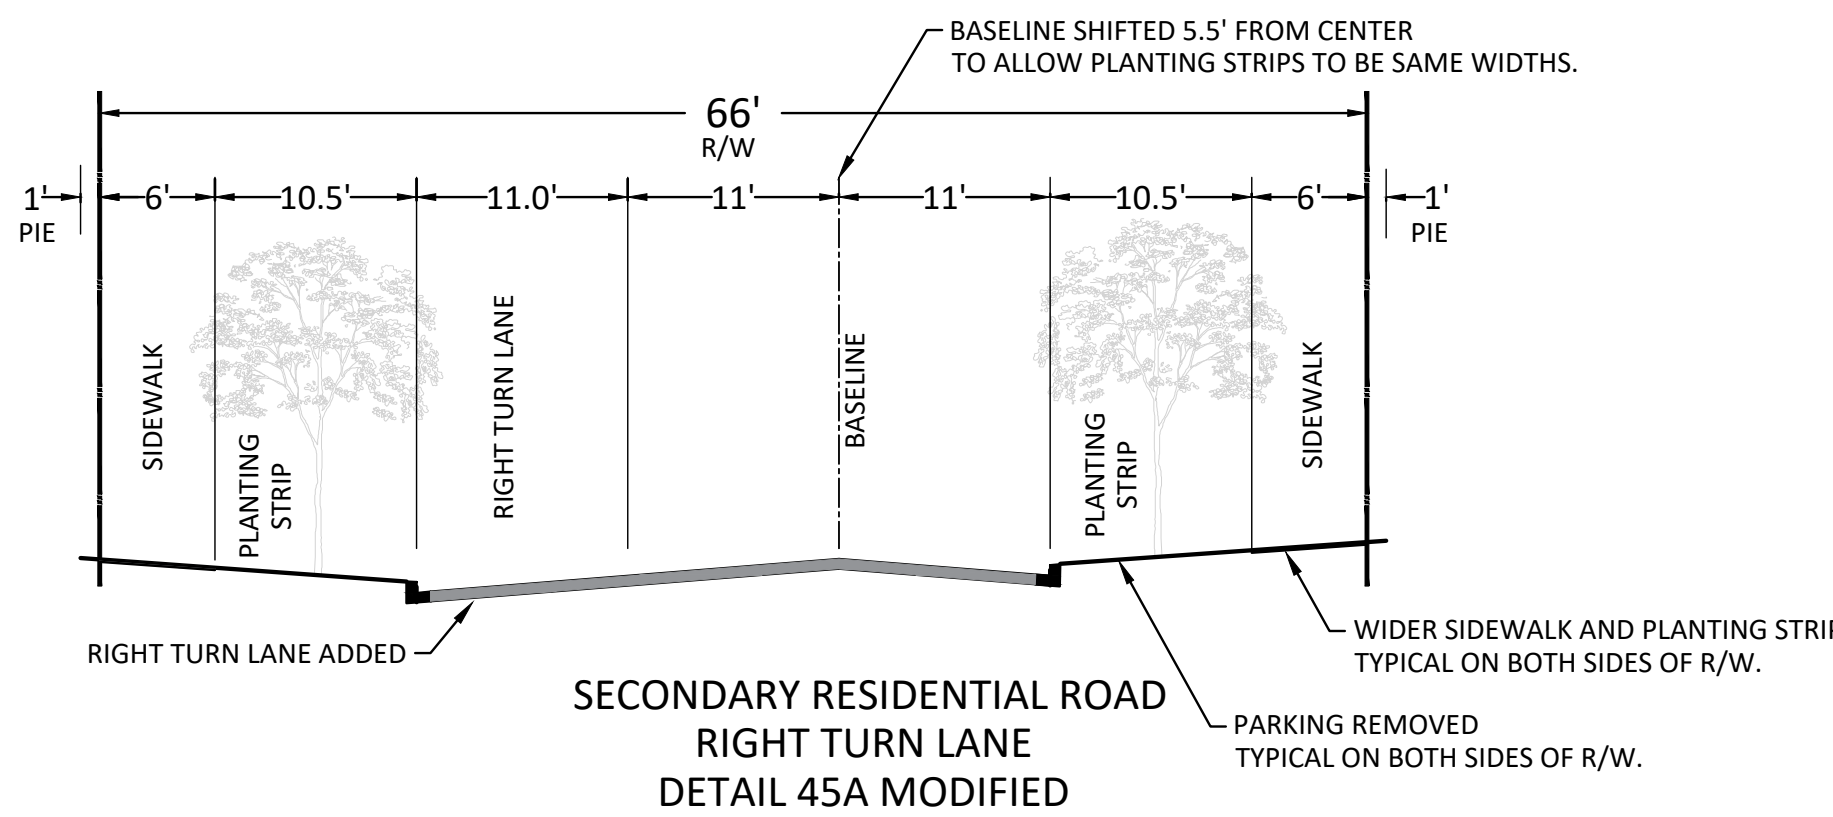 BASELINE SHIFTED 5.5' FROM CENTER
TO ALLOW PLANTING STRIPS TO BE SAME WIDTHS.
66'
R/W
1' 6' 10.5' 11.0' 11' 11' 10.5' 6' 1'
PIE PIE
SIDEWALK
PLANTING
STRIP
RIGHT TURN LANE
BASELINE
PLANTING
STRIP
SIDEWALK
RIGHT TURN LANE ADDED
WIDER SIDEWALK AND PLANTING
TYPICAL ON BOTH SIDES OF R/W.
PARKING REMOVED
TYPICAL ON BOTH SIDES OF R/W.
SECONDARY RESIDENTIAL ROAD
RIGHT TURN LANE
DETAIL 45A MODIFIED